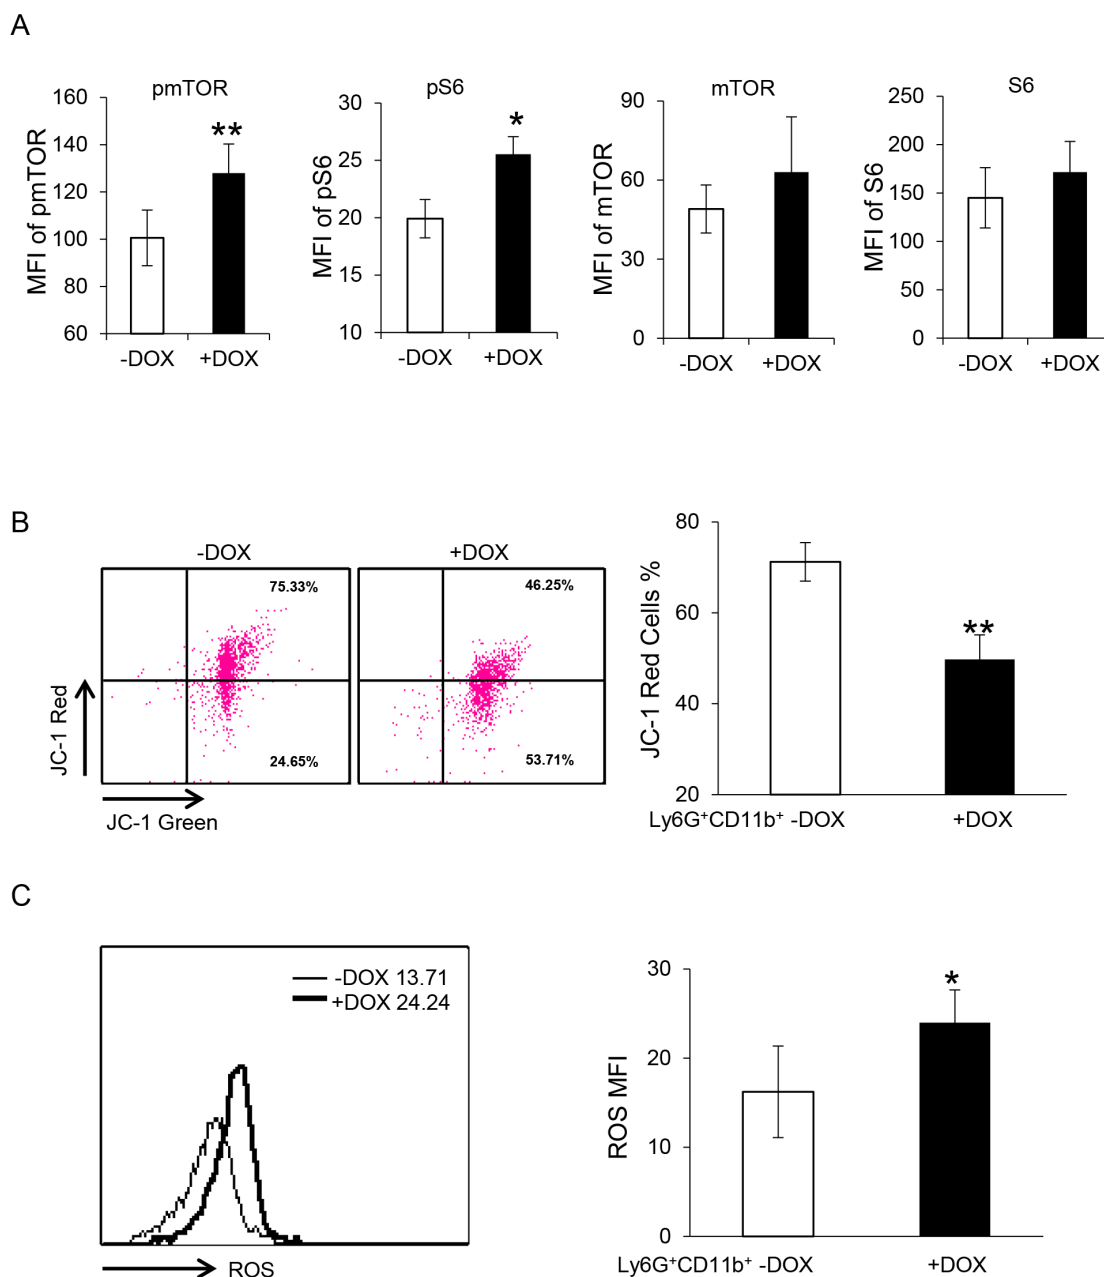 A
pmTOR
160
140
120
100
80
60
MFI of pmTOR
**
-DOX
+DOX
pS6
30
25
20
15
10
MFI of pS6
*
-DOX
+DOX
mTOR
90
60
30
0
MFI of mTOR
-DOX
+DOX
S6
250
200
150
100
50
0
MFI of S6
-DOX
+DOX
B
-DOX
+DOX
75.33%
24.65%
46.25%
53.71%
JC-1 Red
JC-1 Green
80
60
40
20
JC-1 Red Cells %
**
Ly6G⁺CD11b⁺ -DOX
+DOX
C
-DOX 13.71
+DOX 24.24
ROS
30
20
10
0
ROS MFI
*
Ly6G⁺CD11b⁺ -DOX
+DOX